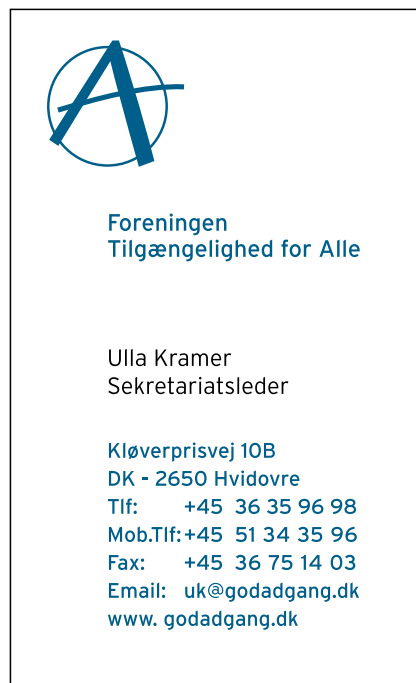 Foreningen
Tilgængelighed for Alle
Ulla Kramer
Sekretariatsleder
Kløverprisvej 10B
DK - 2650 Hvidovre
Tlf: +45 36 35 96 98
Mob.Tlf: +45 51 34 35 96
Fax: +45 36 75 14 03
Email: uk@godadgang.dk
www. godadgang.dk